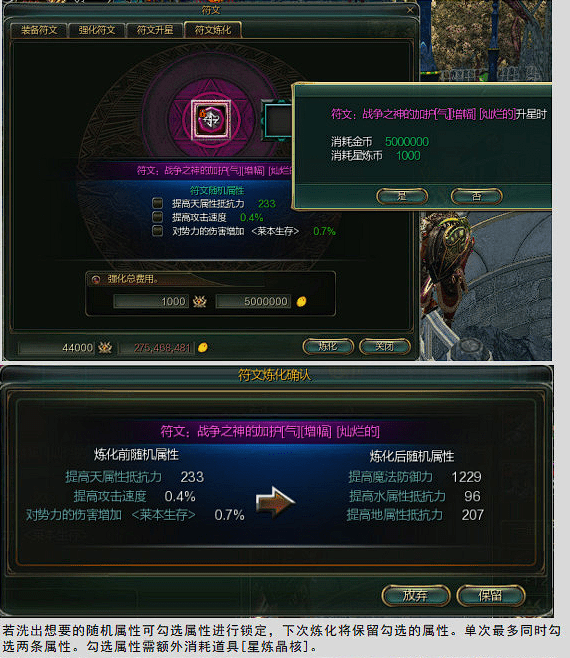 符文
装备符文 强化符文 符文升星 符文炼化
符文：战争之神的加护[气][增幅] [灿烂的]升星时
消耗金币 5000000
消耗星炼币 1000
是 否
符文：战争之神的加护[气][增幅] [灿烂
符文随机属性
提高天属性抵抗力 233
提高攻击速度 0.4%
对势力的伤害增加 <莱本生存> 0.7%
强化总费用。
1000 5000000
44000 275,468,481 炼化 关闭
符文炼化确认
符文：战争之神的加护[气][增幅] [灿烂的]
炼化前随机属性 炼化后随机属性
提高天属性抵抗力 233 提高魔法防御力 1229
提高攻击速度 0.4% 提高水属性抵抗力 96
对势力的伤害增加 <莱本生存> 0.7% 提高地属性抵抗力 207
放弃 保留
若洗出想要的随机属性可勾选属性进行锁定，下次炼化将保留勾选的属性。单次最多同时勾
选两条属性。勾选属性需额外消耗道具[星炼晶核]。